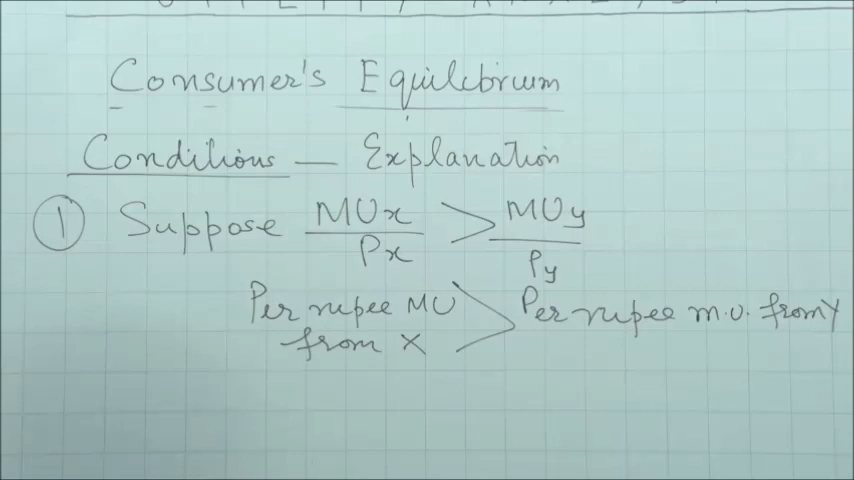 Consumer's Equilibrium
Conditions — Explanation
① Suppose MUx/Px > MUy/Py
Per rupee MU from X > Per rupee M.U. from Y